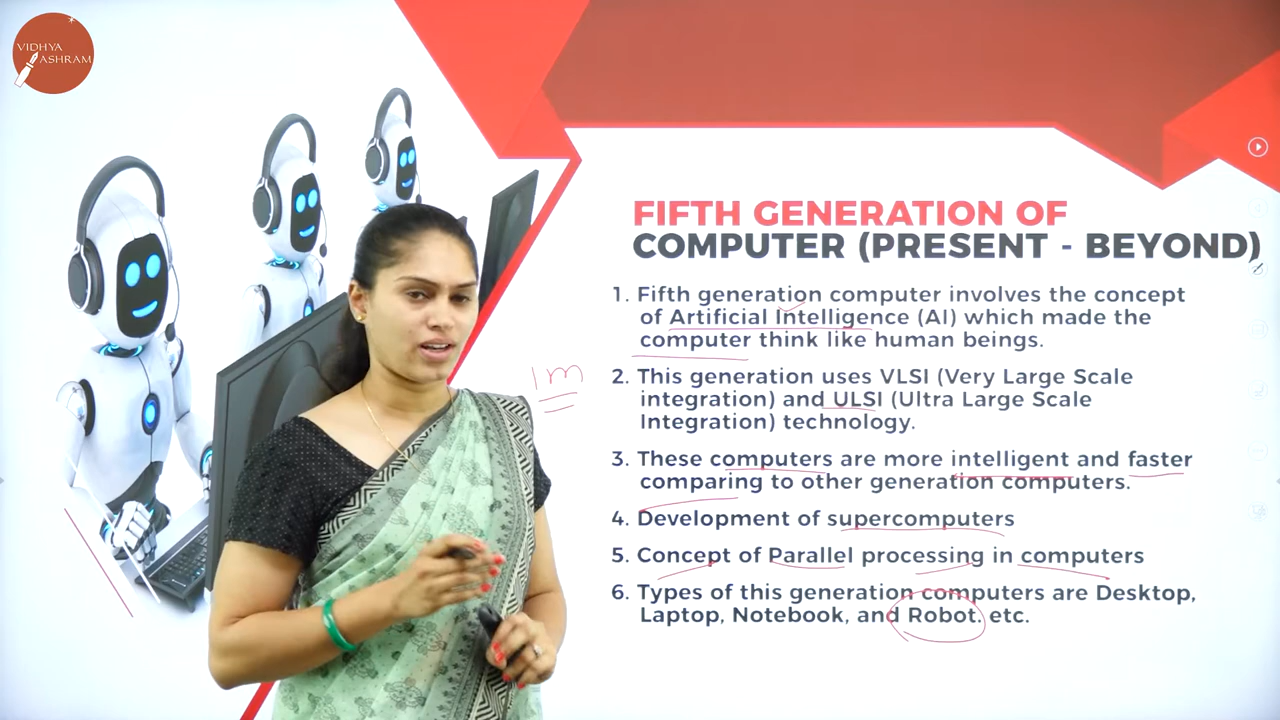 VIDHYA
ASHRAM
FIFTH GENERATION OF
COMPUTER (PRESENT - BEYOND)
1. Fifth generation computer involves the concept
of Artificial Intelligence (AI) which made the
computer think like human beings.
1m
2. This generation uses VLSI (Very Large Scale
integration) and ULSI (Ultra Large Scale
Integration) technology.
3. These computers are more intelligent and faster
comparing to other generation computers.
4. Development of supercomputers
5. Concept of Parallel processing in computers
6. Types of this generation computers are Desktop,
Laptop, Notebook, and Robot. etc.